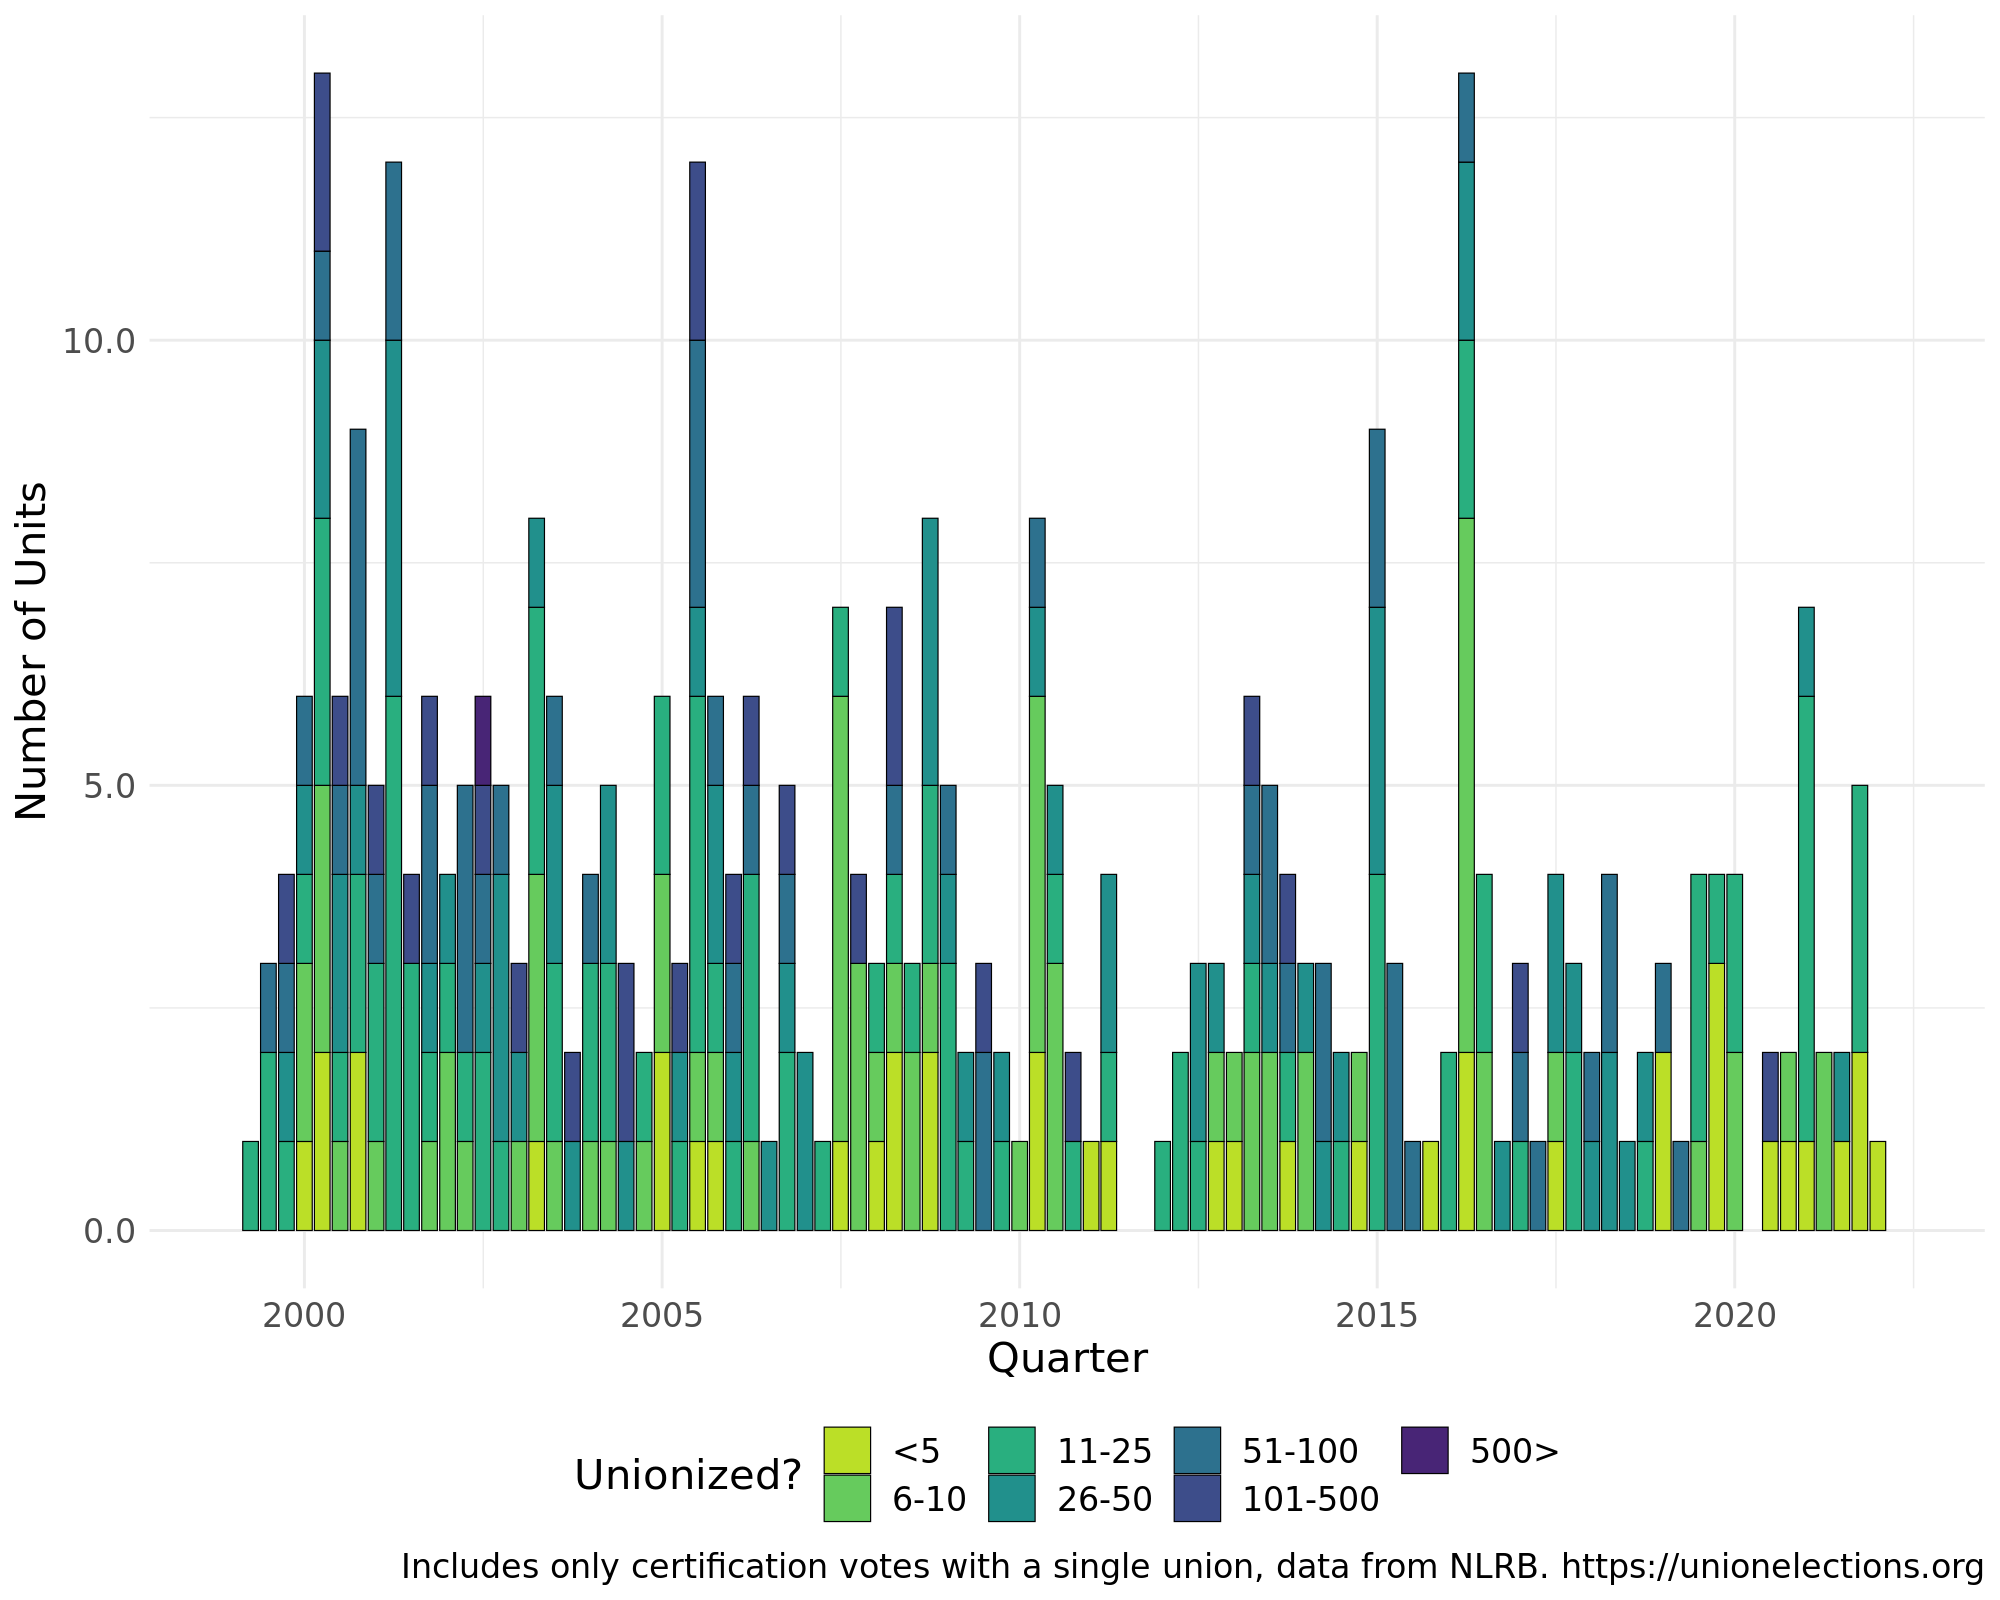 10.0
5.0
0.0
Number of Units
2000 2005 2010 2015 2020
Quarter
Unionized?
<5 11-25 51-100 500>
6-10 26-50 101-500
Includes only certification votes with a single union, data from NLRB. https://unionelections.org